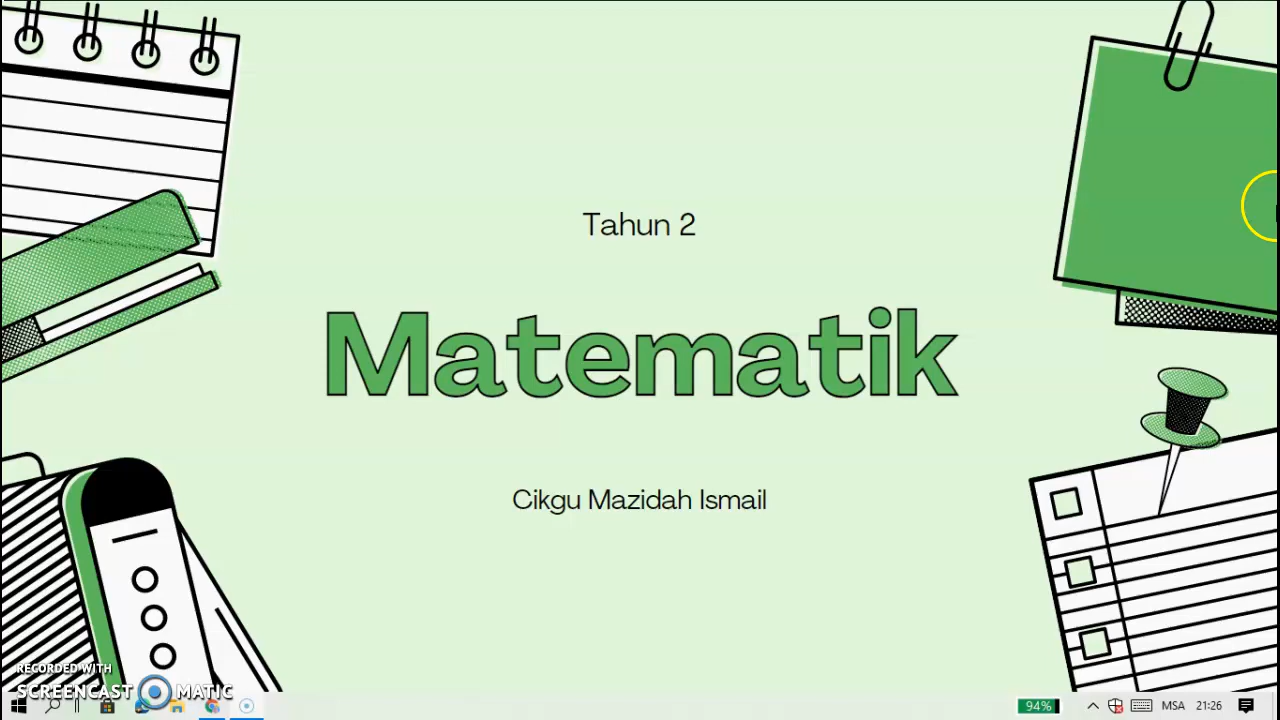 Tahun 2
Matematik
Cikgu Mazidah Ismail
RECORDED WITH
SCREENCAST MATIC
94%
MSA
21:26